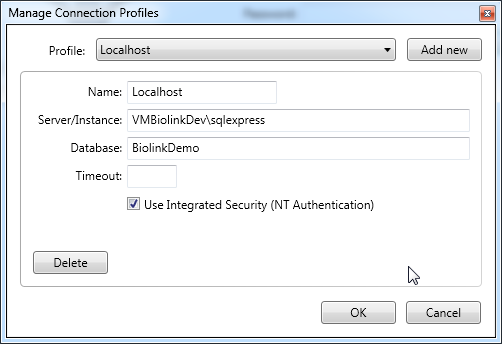 Manage Connection Profiles
Profile: Localhost Add new
Name: Localhost
Server/Instance: VMBiolinkDev\sqlexpress
Database: BiolinkDemo
Timeout:
Use Integrated Security (NT Authentication)
Delete
OK Cancel